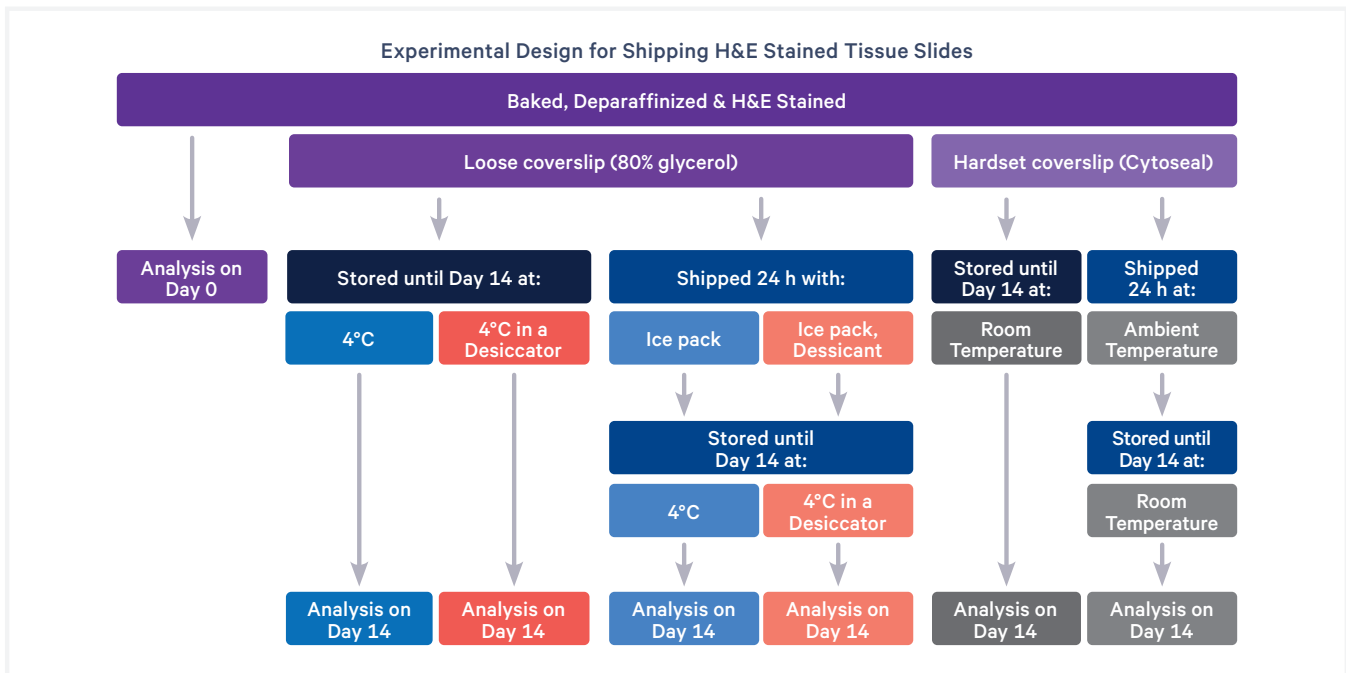 Experimental Design for Shipping H&E Stained Tissue Slides
Baked, Deparaffinized & H&E Stained
Loose coverslip (80% glycerol)
Hardset coverslip (Cytoseal)
Analysis on
Day 0
Stored until Day 14 at:
Shipped 24 h with:
Stored until
Day 14 at:
Shipped
24 h at:
4°C
4°C in a
Desiccator
Ice pack
Ice pack,
Dessicant
Room
Temperature
Ambient
Temperature
Stored until
Day 14 at:
Stored until
Day 14 at:
4°C
4°C in a
Desiccator
Room
Temperature
Analysis on
Day 14
Analysis on
Day 14
Analysis on
Day 14
Analysis on
Day 14
Analysis on
Day 14
Analysis on
Day 14